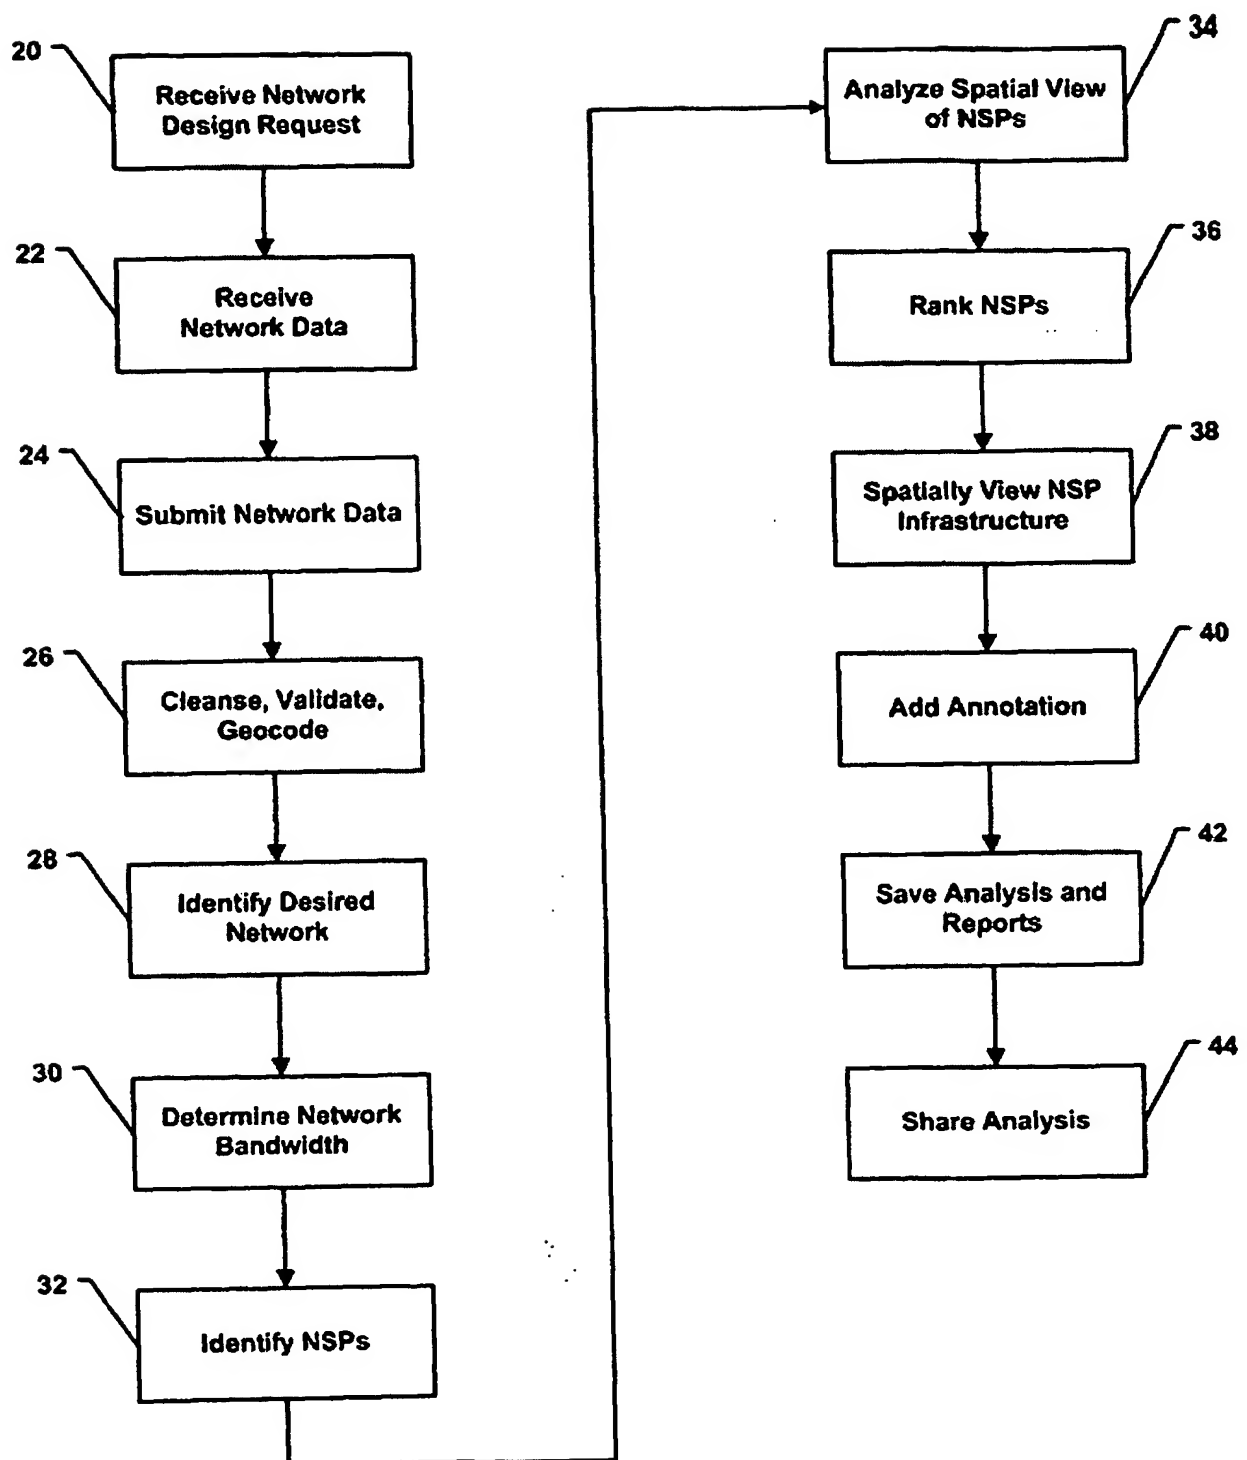 20
Receive Network
Design Request
22
Receive
Network Data
24
Submit Network Data
26
Cleanse, Validate,
Geocode
28
Identify Desired
Network
30
Determine Network
Bandwidth
32
Identify NSPs
34
Analyze Spatial View
of NSPs
36
Rank NSPs
38
Spatially View NSP
Infrastructure
40
Add Annotation
42
Save Analysis and
Reports
44
Share Analysis